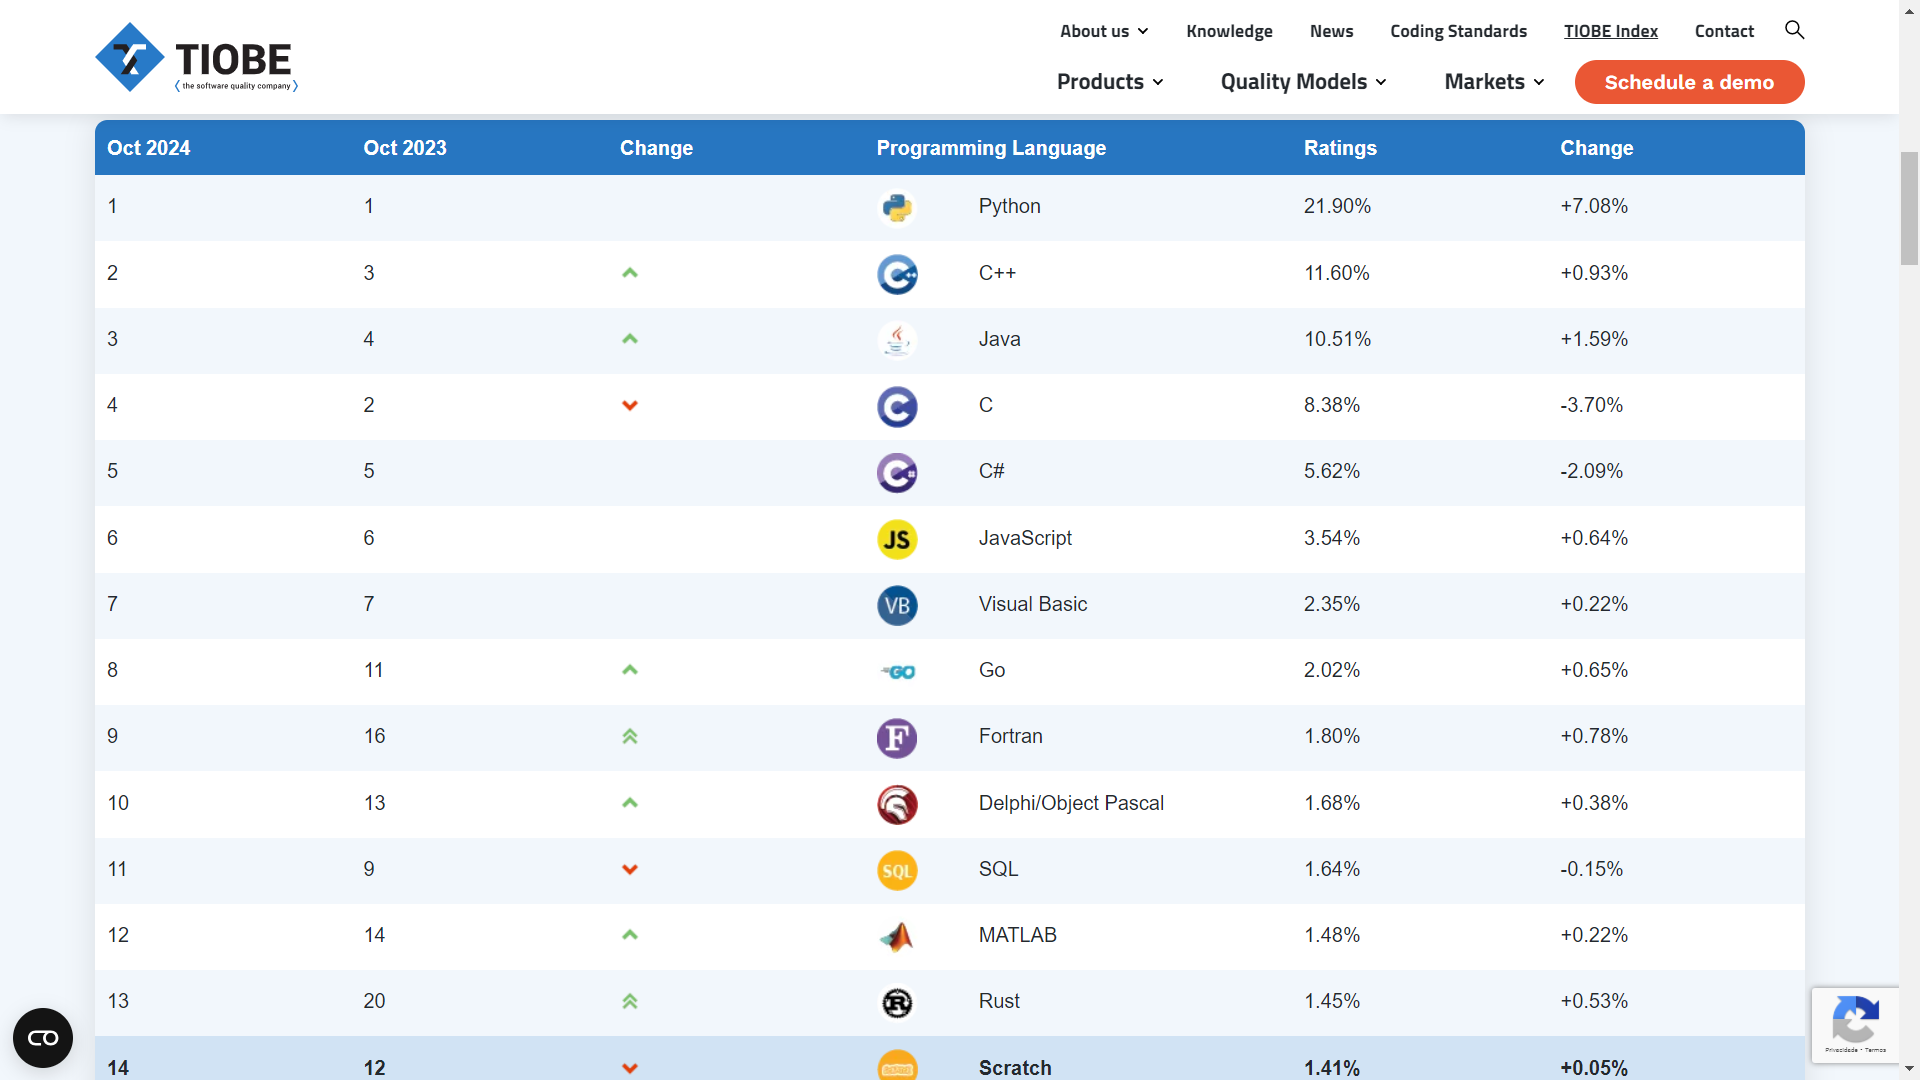 About us Knowledge News Coding Standards TIOBE Index Contact
TIOBE
⟨ the software quality company ⟩
Products Quality Models Markets Schedule a demo
Oct 2024 Oct 2023 Change Programming Language Ratings Change
1 1 Python 21.90% +7.08%
2 3 C++ 11.60% +0.93%
3 4 Java 10.51% +1.59%
4 2 C 8.38% -3.70%
5 5 C# 5.62% -2.09%
6 6 JS JavaScript 3.54% +0.64%
7 7 VB Visual Basic 2.35% +0.22%
8 11 GO Go 2.02% +0.65%
9 16 F Fortran 1.80% +0.78%
10 13 Delphi/Object Pascal 1.68% +0.38%
11 9 SQL SQL 1.64% -0.15%
12 14 MATLAB 1.48% +0.22%
13 20 R Rust 1.45% +0.53%
14 12 Scratch 1.41% +0.05%
Privacidade - Termos